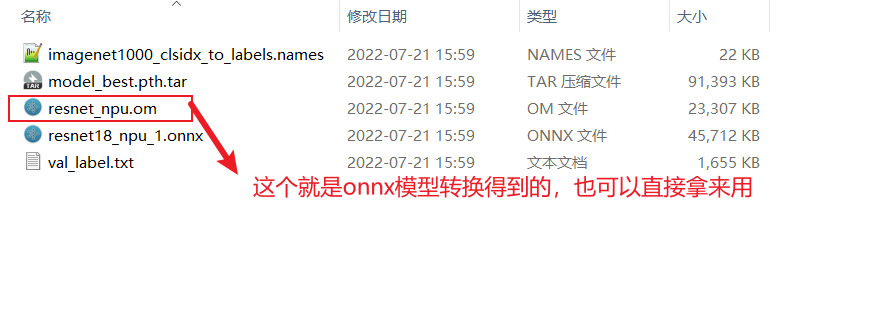 名称 修改日期 类型 大小
imagenet1000_clsidx_to_labels.names 2022-07-21 15:59 NAMES 文件 22 KB
TAR model_best.pth.tar 2022-07-21 15:59 TAR 压缩文件 91,393 KB
resnet_npu.om 2022-07-21 15:59 OM 文件 23,307 KB
resnet18_npu_1.onnx 2022-07-21 15:59 ONNX 文件 45,712 KB
val_label.txt 2022-07-21 15:59 文本文档 1,655 KB
这个就是onnx模型转换得到的，也可以直接拿来用